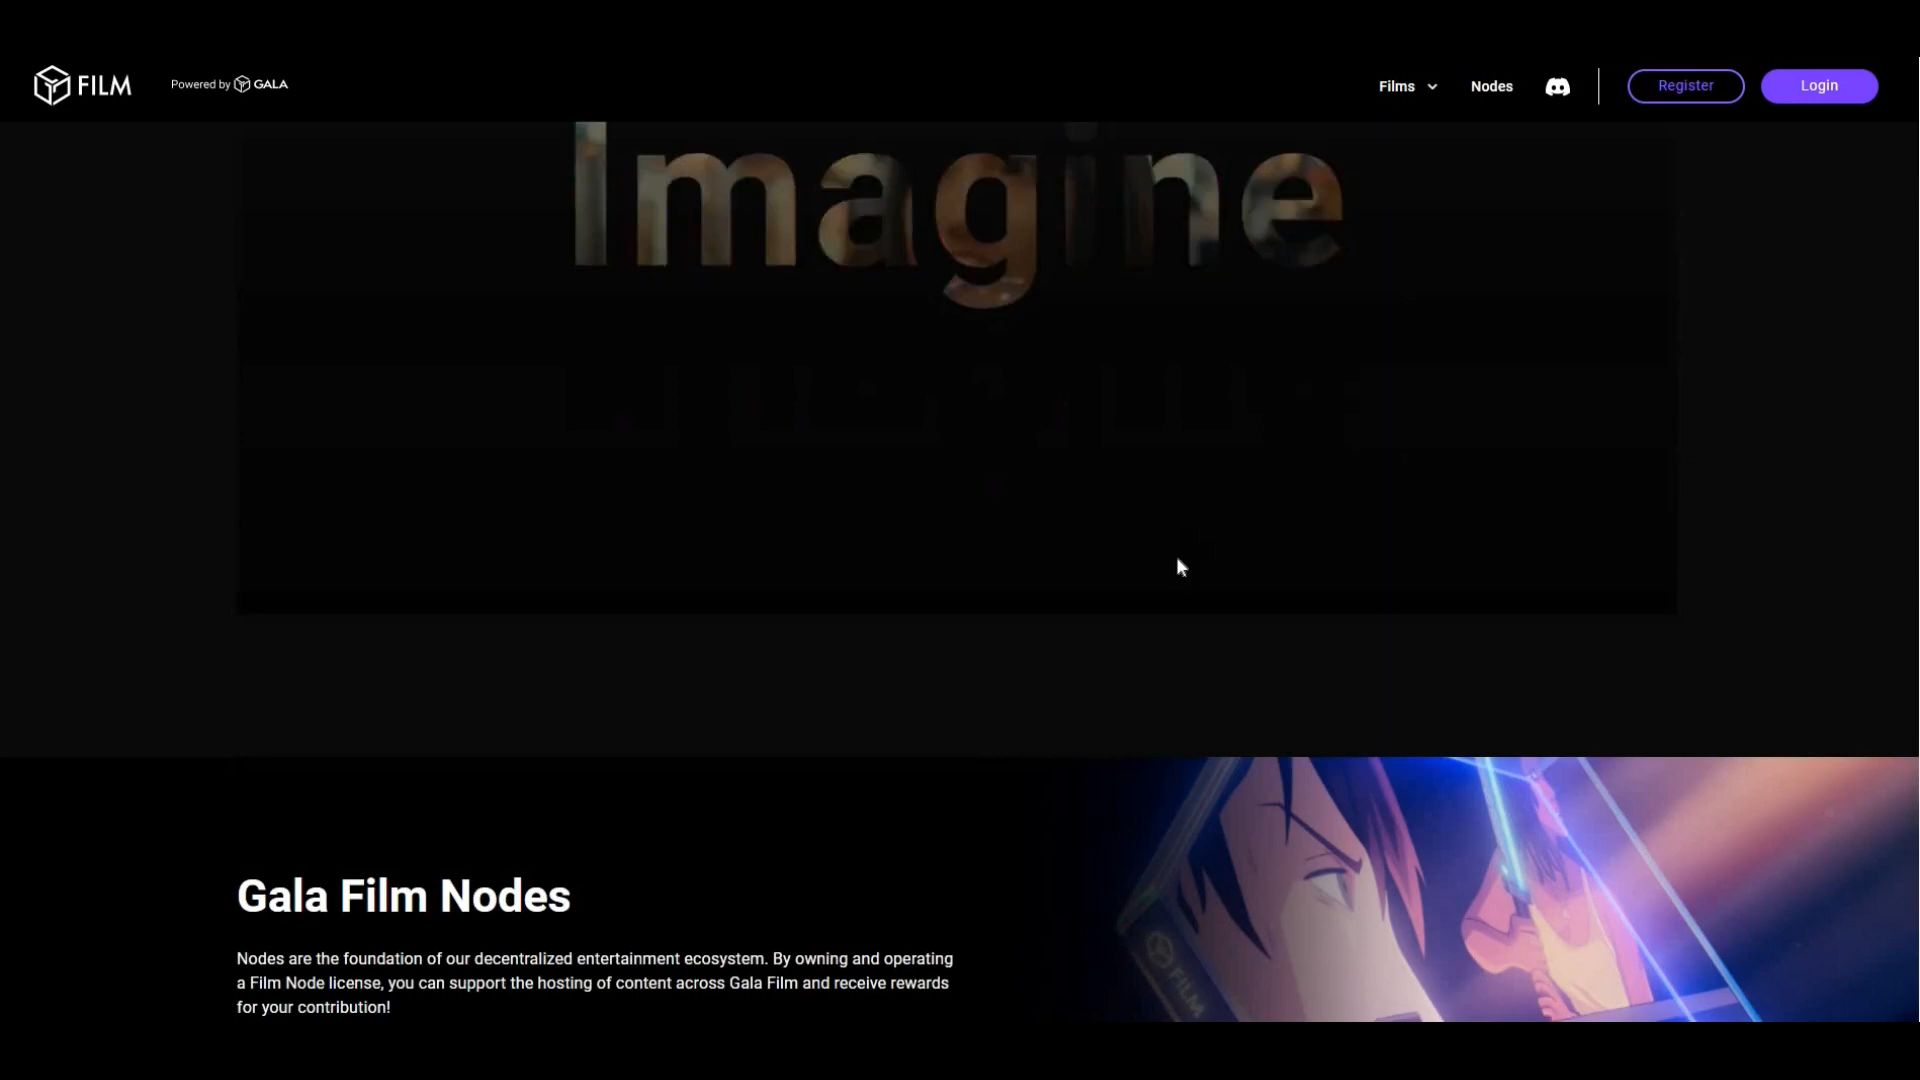 FILM
Powered by GALA
Films
Nodes
Register
Login
Imagine
Gala Film Nodes
Nodes are the foundation of our decentralized entertainment ecosystem. By owning and operating
a Film Node license, you can support the hosting of content across Gala Film and receive rewards
for your contribution!
FILM